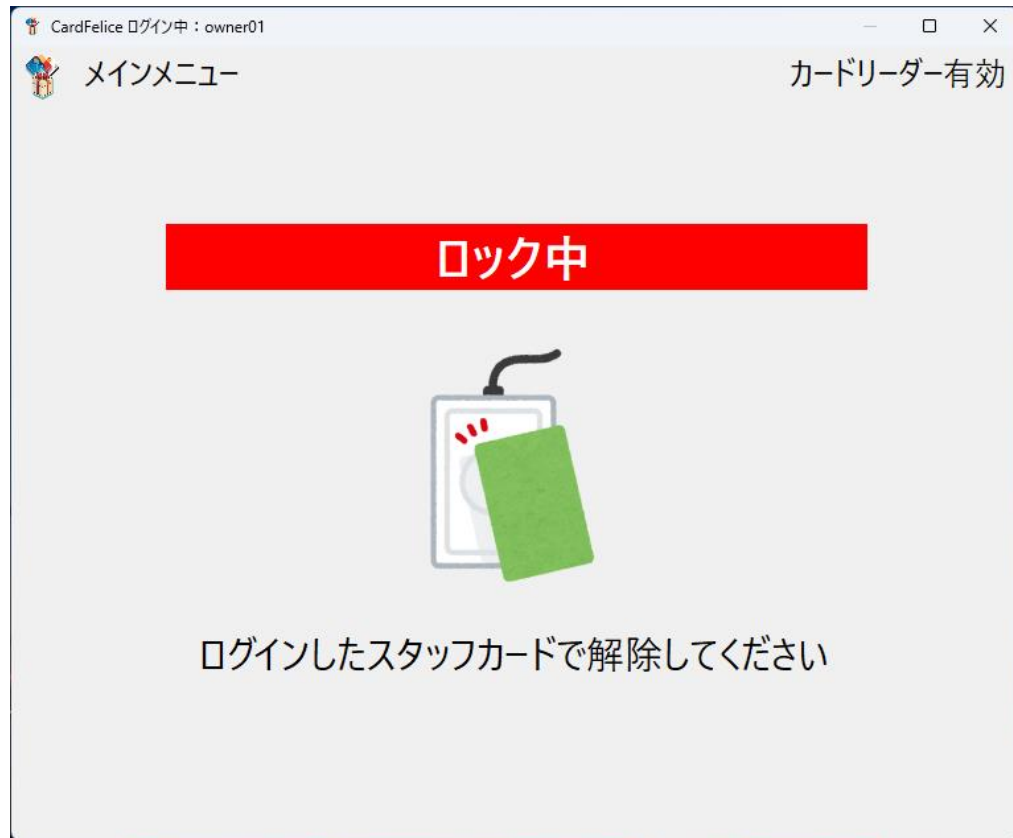 CardFelice ログイン中：owner01
メインメニュー
カードリーダー有効
ロック中
ログインしたスタッフカードで解除してください